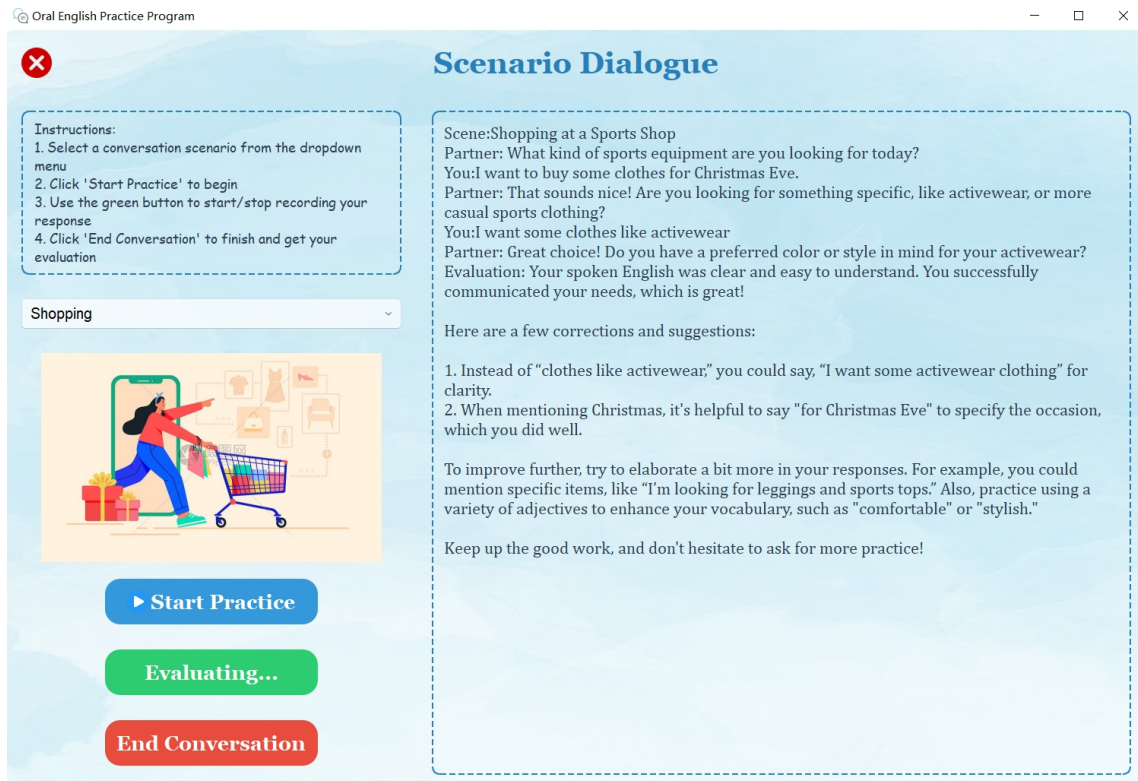 Oral English Practice Program
Scenario Dialogue
Instructions:
1. Select a conversation scenario from the dropdown
menu
2. Click 'Start Practice' to begin
3. Use the green button to start/stop recording your
response
4. Click 'End Conversation' to finish and get your
evaluation
Shopping
Start Practice
Evaluating...
End Conversation
Scene:Shopping at a Sports Shop
Partner: What kind of sports equipment are you looking for today?
You:I want to buy some clothes for Christmas Eve.
Partner: That sounds nice! Are you looking for something specific, like activewear, or more
casual sports clothing?
You:I want some clothes like activewear
Partner: Great choice! Do you have a preferred color or style in mind for your activewear?
Evaluation: Your spoken English was clear and easy to understand. You successfully
communicated your needs, which is great!
Here are a few corrections and suggestions:
1. Instead of “clothes like activewear,” you could say, “I want some activewear clothing” for
clarity.
2. When mentioning Christmas, it's helpful to say "for Christmas Eve" to specify the occasion,
which you did well.
To improve further, try to elaborate a bit more in your responses. For example, you could
mention specific items, like “I’m looking for leggings and sports tops.” Also, practice using a
variety of adjectives to enhance your vocabulary, such as "comfortable" or "stylish."
Keep up the good work, and don't hesitate to ask for more practice!